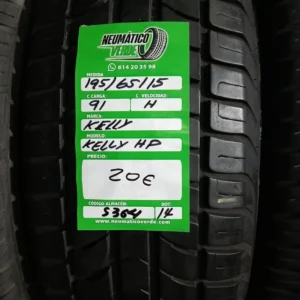 NEUMÁTICO
VERDE
614 20 35 98
MEDIDA
195/65/15
C CARGA L VELOCIDAD
91 H
MARCA:
KELLY
MODELO:
KELLY HP
PRECIO:
20€
CÓDIGO ALMACÉN: DOT:
5364 14
www.neumaticoverde.com